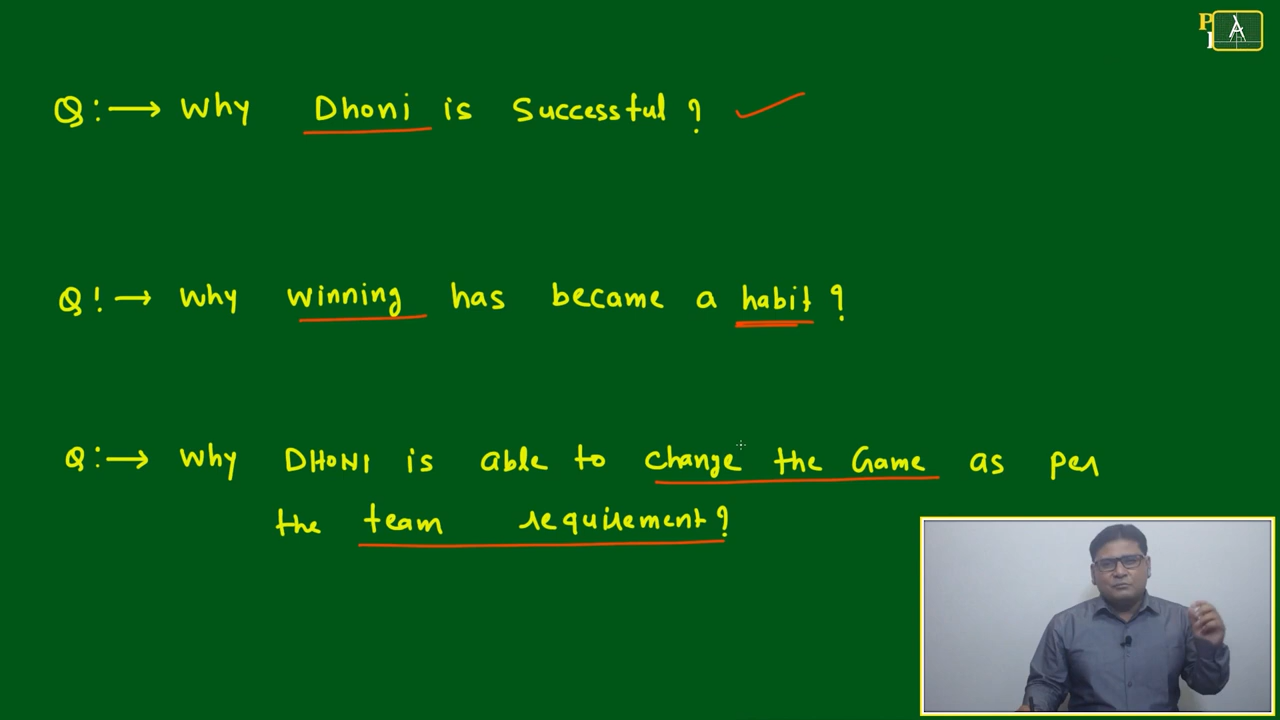 Q:→ Why Dhoni is Successful?
Q!→ Why winning has became a habit?
Q:→ Why DHONI is able to change the Game as per
the team requirement?